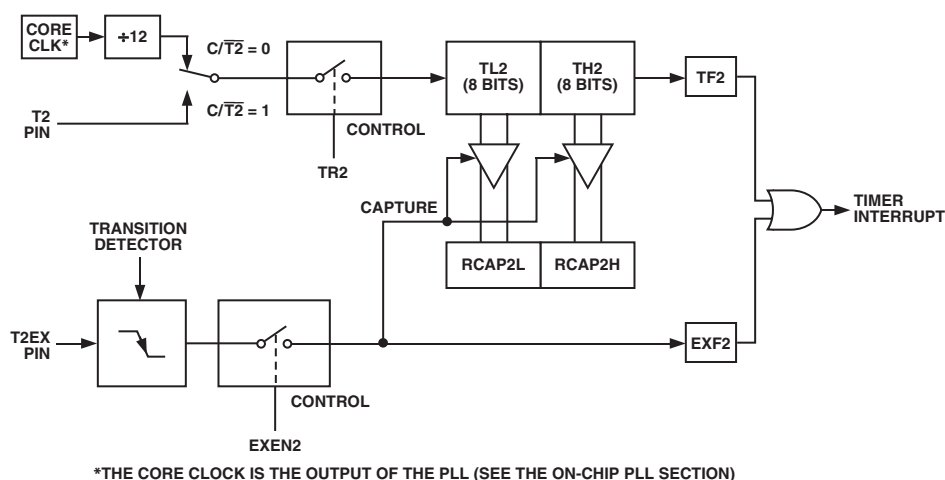 CORE
CLK*
÷12
C/T2̅ = 0
C/T2̅ = 1
T2
PIN
CONTROL
TR2
TL2
(8 BITS)
TH2
(8 BITS)
TF2
CAPTURE
TIMER
INTERRUPT
TRANSITION
DETECTOR
RCAP2L
RCAP2H
T2EX
PIN
EXF2
CONTROL
EXEN2
*THE CORE CLOCK IS THE OUTPUT OF THE PLL (SEE THE ON-CHIP PLL SECTION)